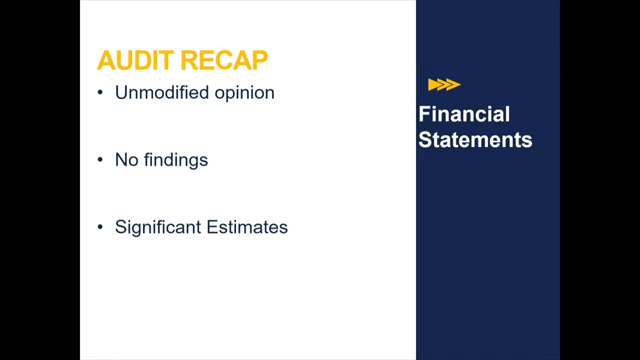 AUDIT RECAP
• Unmodified opinion
• No findings
• Significant Estimates
Financial
Statements